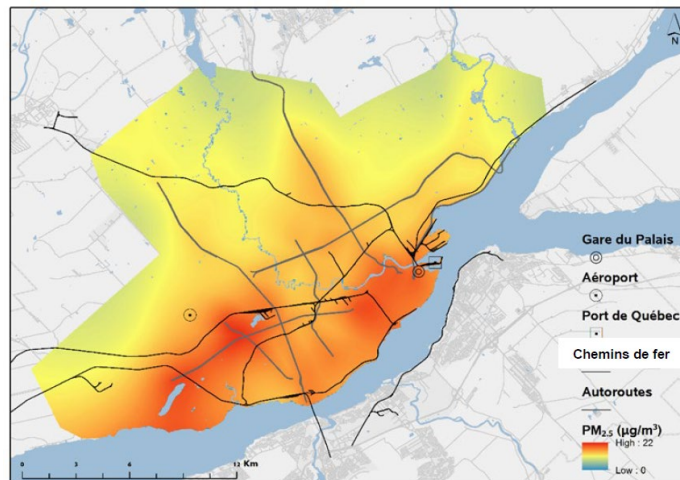 N
Gare du Palais
Aéroport
Port de Québec
Chemins de fer
Autoroutes
PM2.5 (µg/m³)
High : 22
Low : 0
0 3 6 12 Km